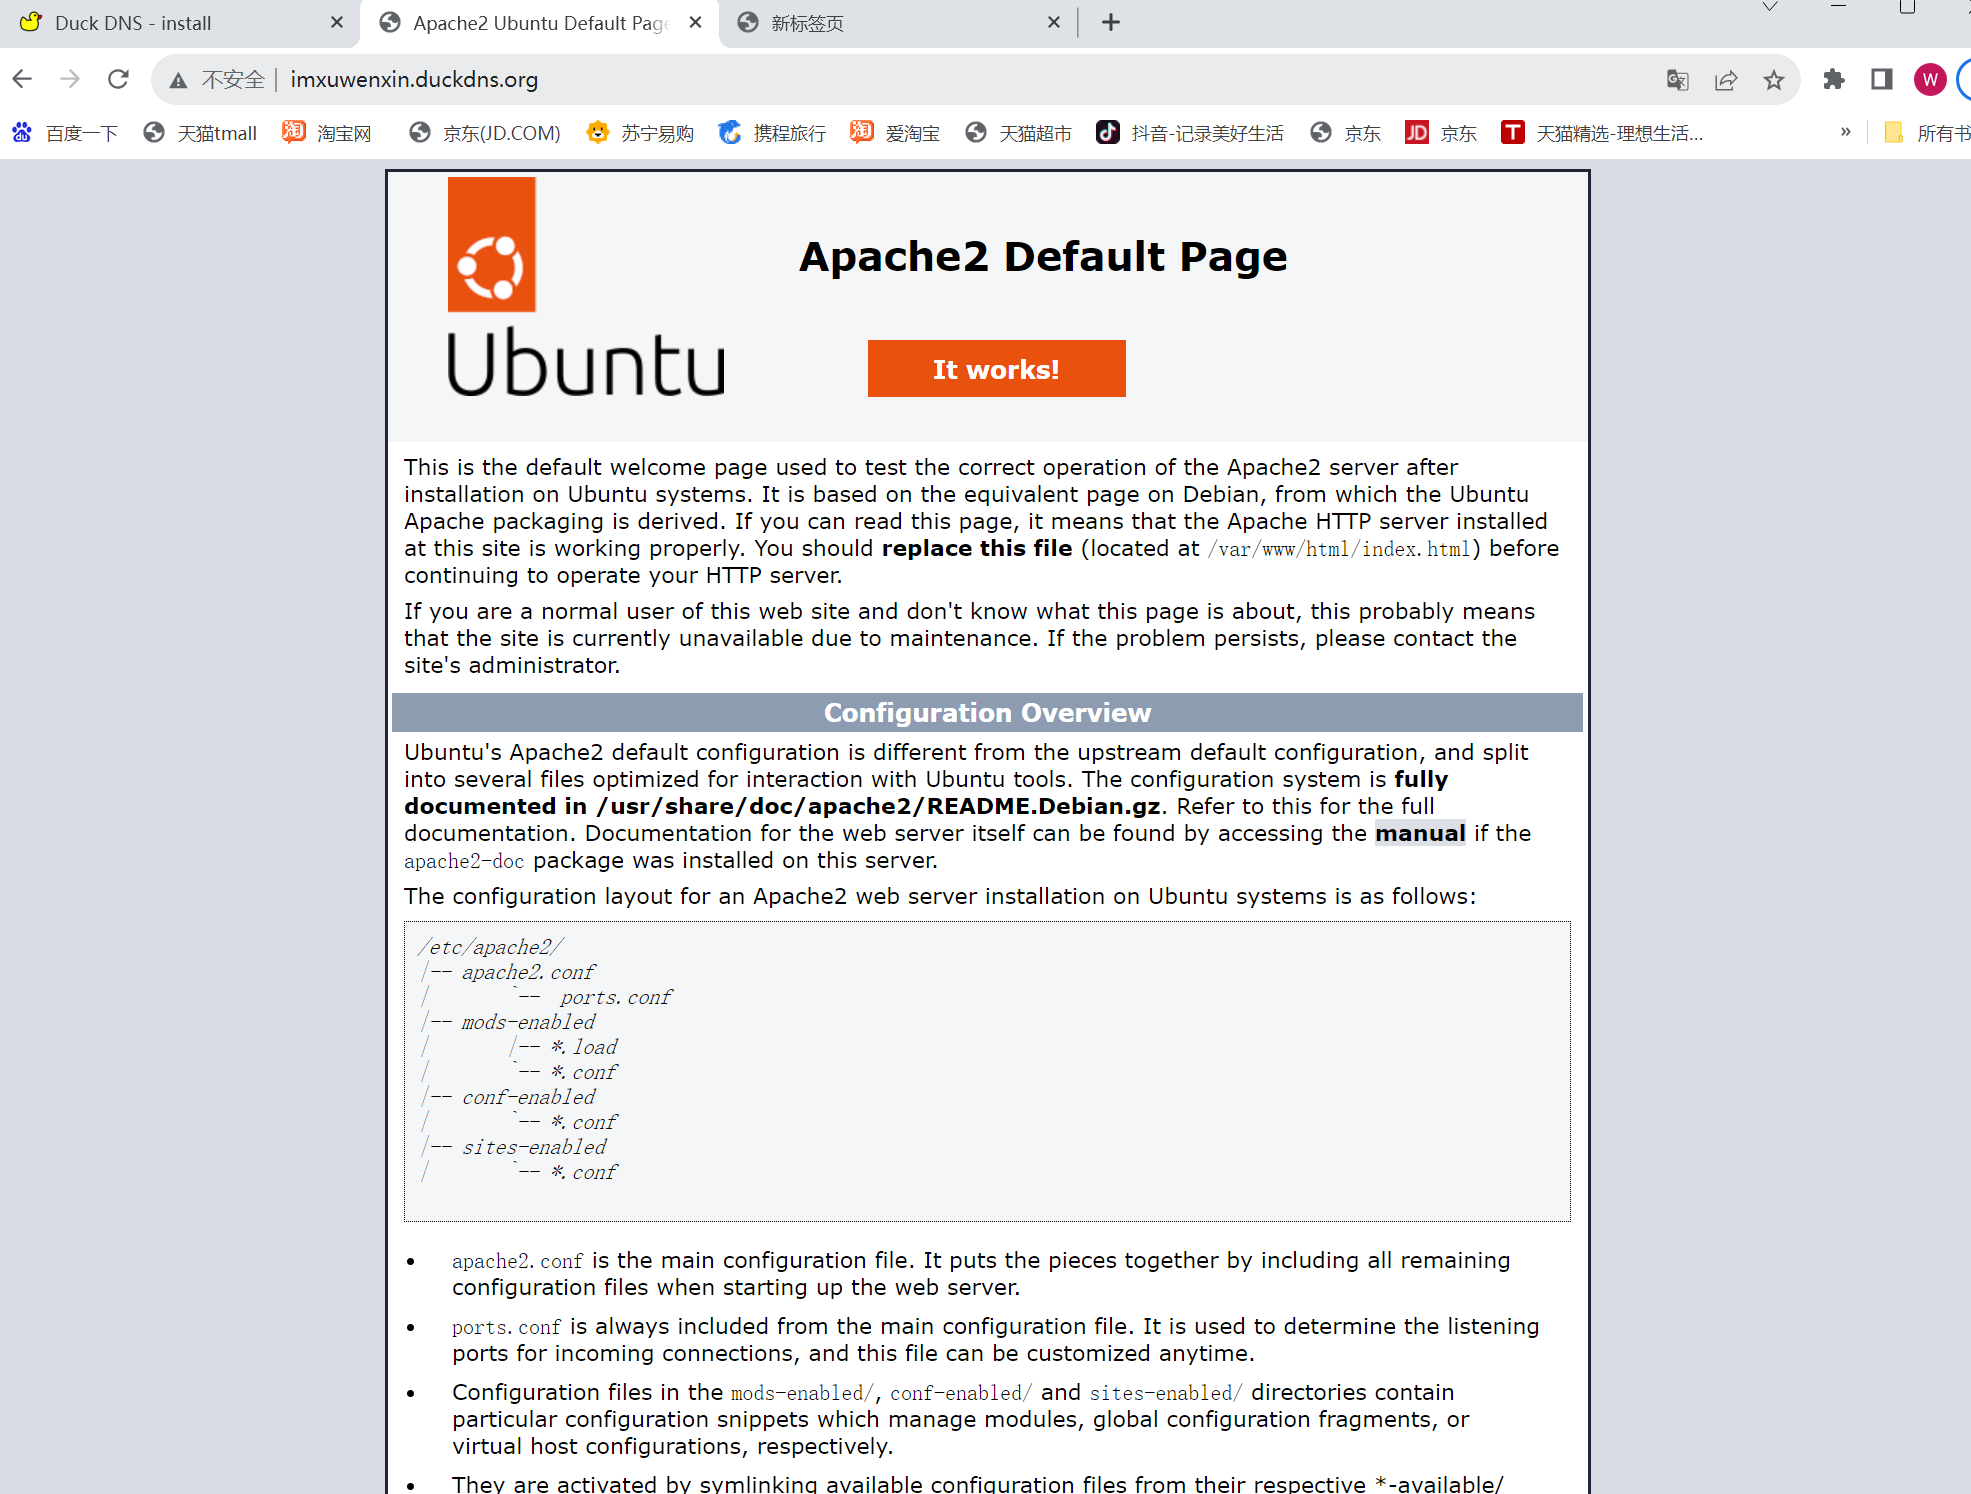 Duck DNS - install
Apache2 Ubuntu Default Page
新标签页
不安全
imxuwenxin.duckdns.org
W
百度一下
天猫tmall
淘宝网
京东(JD.COM)
苏宁易购
携程旅行
爱淘宝
天猫超市
抖音-记录美好生活
京东
京东
天猫精选-理想生活...
»
所有书
Apache2 Default Page
Ubuntu
It works!
This is the default welcome page used to test the correct operation of the Apache2 server after
installation on Ubuntu systems. It is based on the equivalent page on Debian, from which the Ubuntu
Apache packaging is derived. If you can read this page, it means that the Apache HTTP server installed
at this site is working properly. You should replace this file (located at /var/www/html/index.html) before
continuing to operate your HTTP server.
If you are a normal user of this web site and don't know what this page is about, this probably means
that the site is currently unavailable due to maintenance. If the problem persists, please contact the
site's administrator.
Configuration Overview
Ubuntu's Apache2 default configuration is different from the upstream default configuration, and split
into several files optimized for interaction with Ubuntu tools. The configuration system is fully
documented in /usr/share/doc/apache2/README.Debian.gz. Refer to this for the full
documentation. Documentation for the web server itself can be found by accessing the manual if the
apache2-doc package was installed on this server.
The configuration layout for an Apache2 web server installation on Ubuntu systems is as follows:
/etc/apache2/
|-- apache2.conf
|       `--  ports.conf
|-- mods-enabled
|       |-- *.load
|       `-- *.conf
|-- conf-enabled
|       `-- *.conf
|-- sites-enabled
|       `-- *.conf
• apache2.conf is the main configuration file. It puts the pieces together by including all remaining
configuration files when starting up the web server.
• ports.conf is always included from the main configuration file. It is used to determine the listening
ports for incoming connections, and this file can be customized anytime.
• Configuration files in the mods-enabled/, conf-enabled/ and sites-enabled/ directories contain
particular configuration snippets which manage modules, global configuration fragments, or
virtual host configurations, respectively.
• They are activated by symlinking available configuration files from their respective *-available/